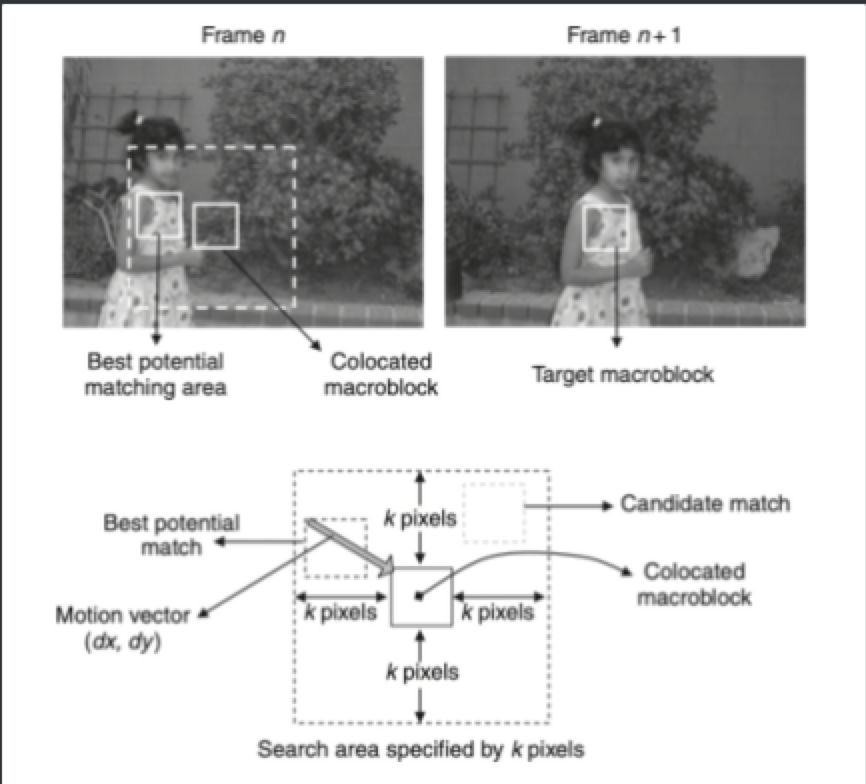 Frame n
Frame n + 1
Best potential
matching area
Colocated
macroblock
Target macroblock
k pixels
Candidate match
Best potential
match
Colocated
macroblock
k pixels
k pixels
Motion vector
(dx, dy)
k pixels
Search area specified by k pixels